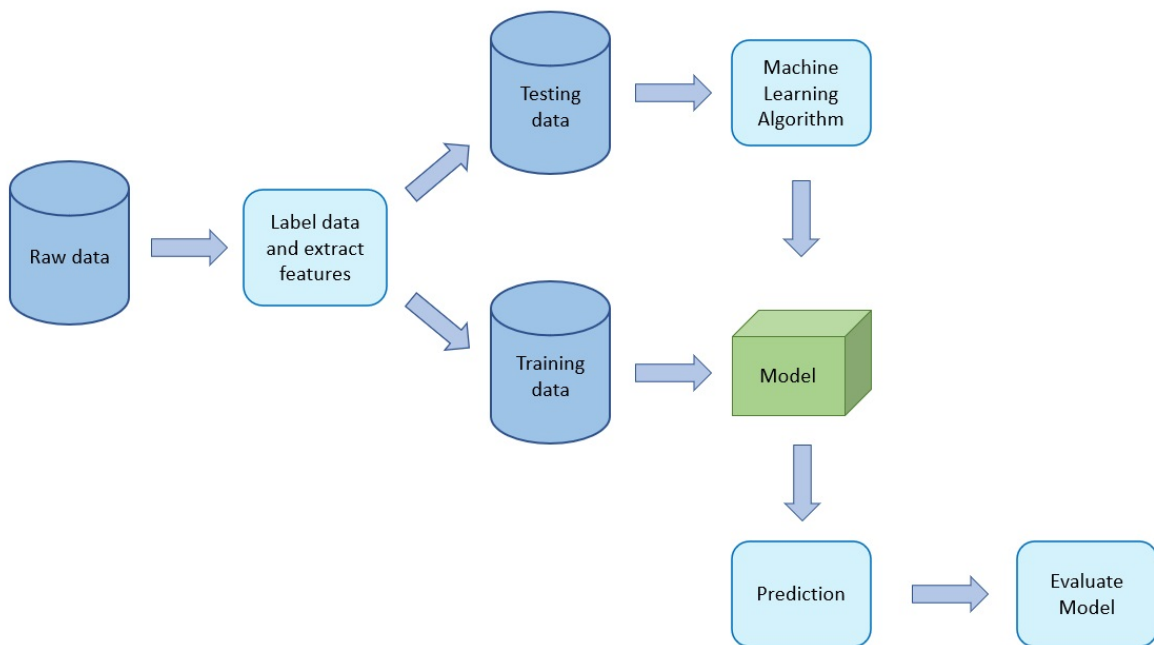 Raw data
Label data
and extract
features
Testing
data
Machine
Learning
Algorithm
Training
data
Model
Prediction
Evaluate
Model